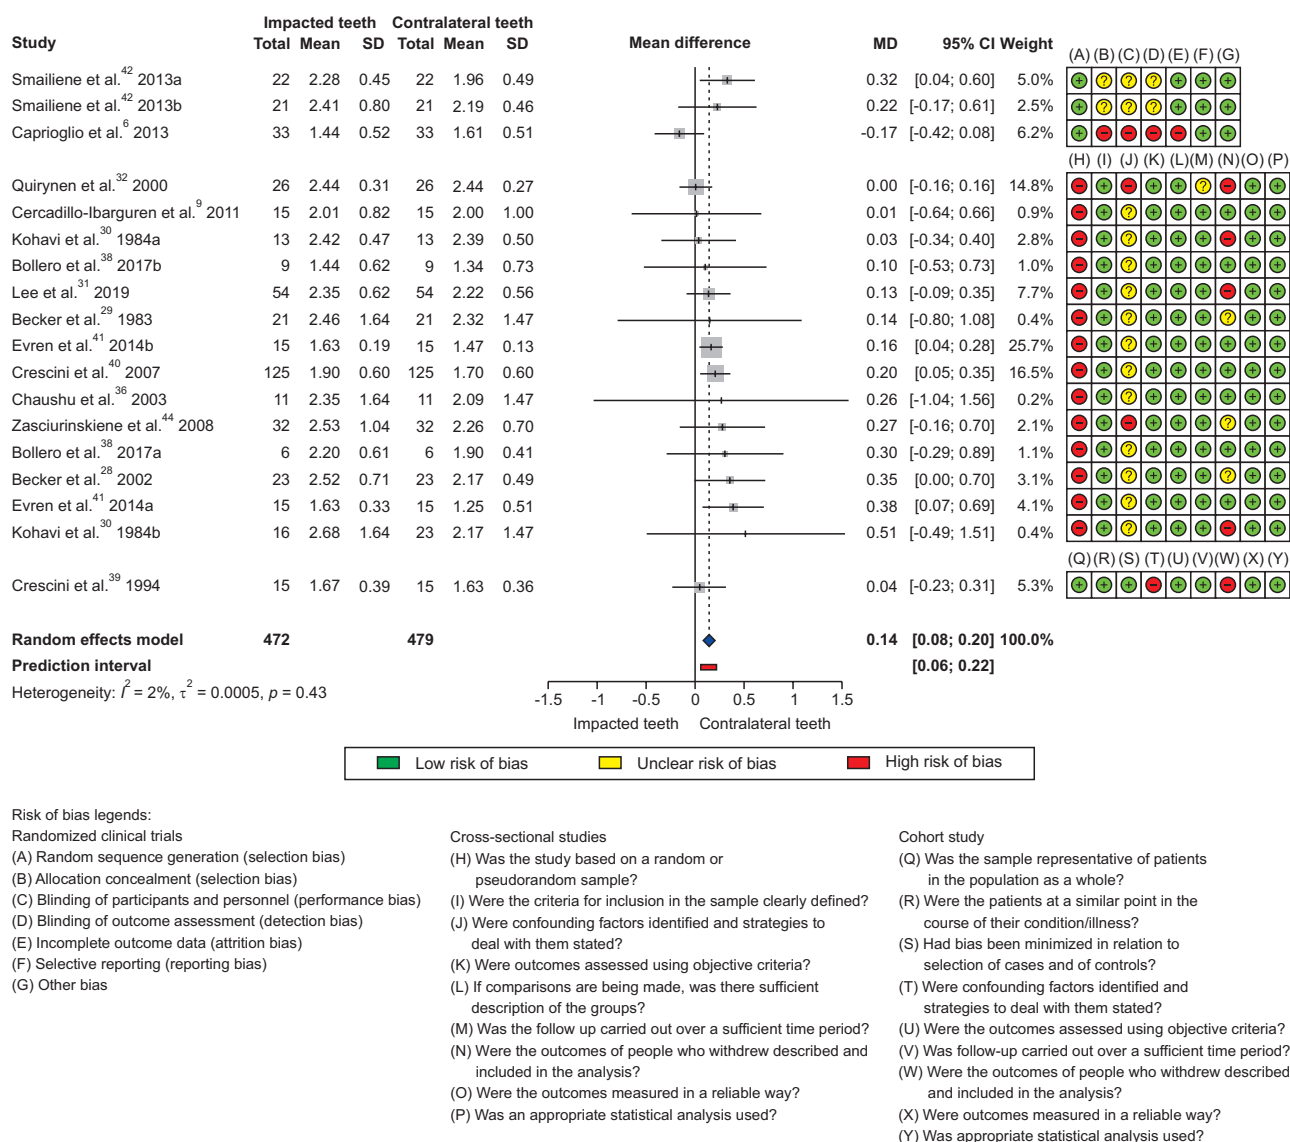 Impacted teeth Contralateral teeth
Study Total Mean SD Total Mean SD Mean difference MD 95% CI Weight
(A) (B) (C) (D) (E) (F) (G)
Smailiene et al.42 2013a 22 2.28 0.45 22 1.96 0.49 0.32 [0.04; 0.60] 5.0% + ? ? ? + + +
Smailiene et al.42 2013b 21 2.41 0.80 21 2.19 0.46 0.22 [-0.17; 0.61] 2.5% + ? ? ? + + +
Caprioglio et al.6 2013 33 1.44 0.52 33 1.61 0.51 -0.17 [-0.42; 0.08] 6.2% + − − − − + +
(H) (I) (J) (K) (L) (M) (N) (O) (P)
Quirynen et al.32 2000 26 2.44 0.31 26 2.44 0.27 0.00 [-0.16; 0.16] 14.8% − + − + + ? − + +
Cercadillo-Ibarguren et al.9 2011 15 2.01 0.82 15 2.00 1.00 0.01 [-0.64; 0.66] 0.9% − + ? + + + + + +
Kohavi et al.30 1984a 13 2.42 0.47 13 2.39 0.50 0.03 [-0.34; 0.40] 2.8% − + ? + + + − + +
Bollero et al.38 2017b 9 1.44 0.62 9 1.34 0.73 0.10 [-0.53; 0.73] 1.0% − + ? + + + + + +
Lee et al.31 2019 54 2.35 0.62 54 2.22 0.56 0.13 [-0.09; 0.35] 7.7% − + ? + + + − + +
Becker et al.29 1983 21 2.46 1.64 21 2.32 1.47 0.14 [-0.80; 1.08] 0.4% − + ? + + + ? + +
Evren et al.41 2014b 15 1.63 0.19 15 1.47 0.13 0.16 [0.04; 0.28] 25.7% − + ? + + + + + +
Crescini et al.40 2007 125 1.90 0.60 125 1.70 0.60 0.20 [0.05; 0.35] 16.5% − + ? + + + + + +
Chaushu et al.36 2003 11 2.35 1.64 11 2.09 1.47 0.26 [-1.04; 1.56] 0.2% − + ? + + + + + +
Zasciurinskiene et al.44 2008 32 2.53 1.04 32 2.26 0.70 0.27 [-0.16; 0.70] 2.1% − + − + + + ? + +
Bollero et al.38 2017a 6 2.20 0.61 6 1.90 0.41 0.30 [-0.29; 0.89] 1.1% − + ? + + + + + +
Becker et al.28 2002 23 2.52 0.71 23 2.17 0.49 0.35 [0.00; 0.70] 3.1% − + ? + + + ? + +
Evren et al.41 2014a 15 1.63 0.33 15 1.25 0.51 0.38 [0.07; 0.69] 4.1% − + ? + + + + + +
Kohavi et al.30 1984b 16 2.68 1.64 23 2.17 1.47 0.51 [-0.49; 1.51] 0.4% − + ? + + + − + +
(Q) (R) (S) (T) (U) (V) (W) (X) (Y)
Crescini et al.39 1994 15 1.67 0.39 15 1.63 0.36 0.04 [-0.23; 0.31] 5.3% + + + − + + − + +
Random effects model 472 479 0.14 [0.08; 0.20] 100.0%
Prediction interval [0.06; 0.22]
Heterogeneity: I2 = 2%, τ2 = 0.0005, p = 0.43
-1.5 -1 -0.5 0 0.5 1 1.5
Impacted teeth Contralateral teeth
Low risk of bias Unclear risk of bias High risk of bias
Risk of bias legends:
Randomized clinical trials
(A) Random sequence generation (selection bias)
(B) Allocation concealment (selection bias)
(C) Blinding of participants and personnel (performance bias)
(D) Blinding of outcome assessment (detection bias)
(E) Incomplete outcome data (attrition bias)
(F) Selective reporting (reporting bias)
(G) Other bias
Cross-sectional studies
(H) Was the study based on a random or
pseudorandom sample?
(I) Were the criteria for inclusion in the sample clearly defined?
(J) Were confounding factors identified and strategies to
deal with them stated?
(K) Were outcomes assessed using objective criteria?
(L) If comparisons are being made, was there sufficient
description of the groups?
(M) Was the follow up carried out over a sufficient time period?
(N) Were the outcomes of people who withdrew described and
included in the analysis?
(O) Were the outcomes measured in a reliable way?
(P) Was an appropriate statistical analysis used?
Cohort study
(Q) Was the sample representative of patients
in the population as a whole?
(R) Were the patients at a similar point in the
course of their condition/illness?
(S) Had bias been minimized in relation to
selection of cases and of controls?
(T) Were confounding factors identified and
strategies to deal with them stated?
(U) Were the outcomes assessed using objective criteria?
(V) Was follow-up carried out over a sufficient time period?
(W) Were the outcomes of people who withdrew described
and included in the analysis?
(X) Were outcomes measured in a reliable way?
(Y) Was appropriate statistical analysis used?